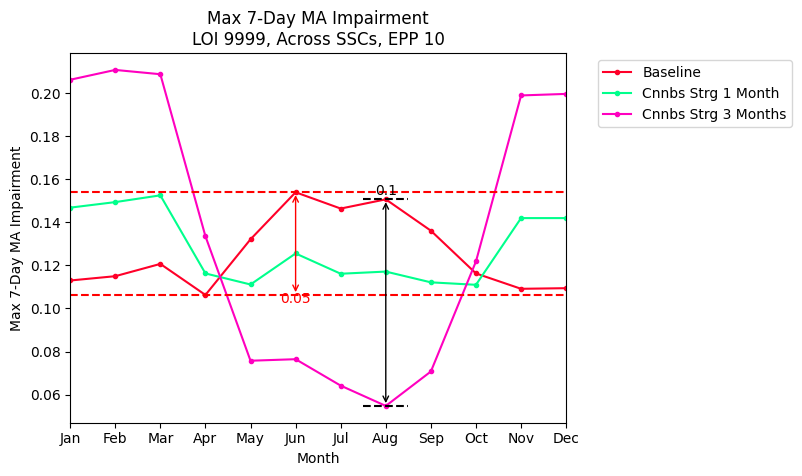 Max 7-Day MA Impairment
LOI 9999, Across SSCs, EPP 10
Baseline
Cnnbs Strg 1 Month
Cnnbs Strg 3 Months
Max 7-Day MA Impairment
0.20
0.18
0.16
0.14
0.12
0.10
0.08
0.06
0.1
0.05
Jan Feb Mar Apr May Jun Jul Aug Sep Oct Nov Dec
Month